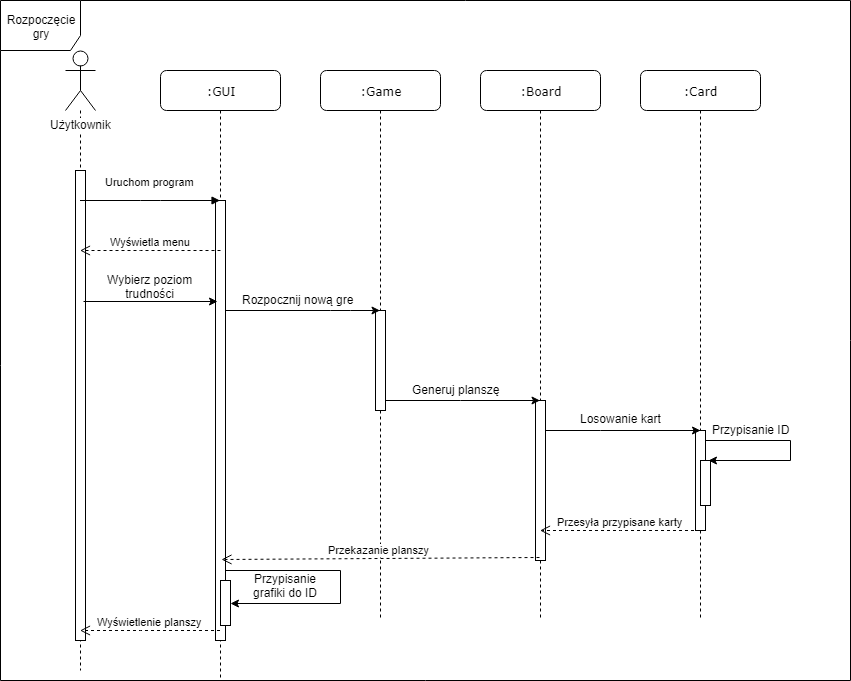 Rozpoczęcie
gry
Użytkownik
:GUI
:Game
:Board
:Card
Uruchom program
Wyświetla menu
Wybierz poziom
trudności
Rozpocznij nową gre
Generuj planszę
Losowanie kart
Przypisanie ID
Przesyła przypisane karty
Przekazanie planszy
Przypisanie
grafiki do ID
Wyświetlenie planszy